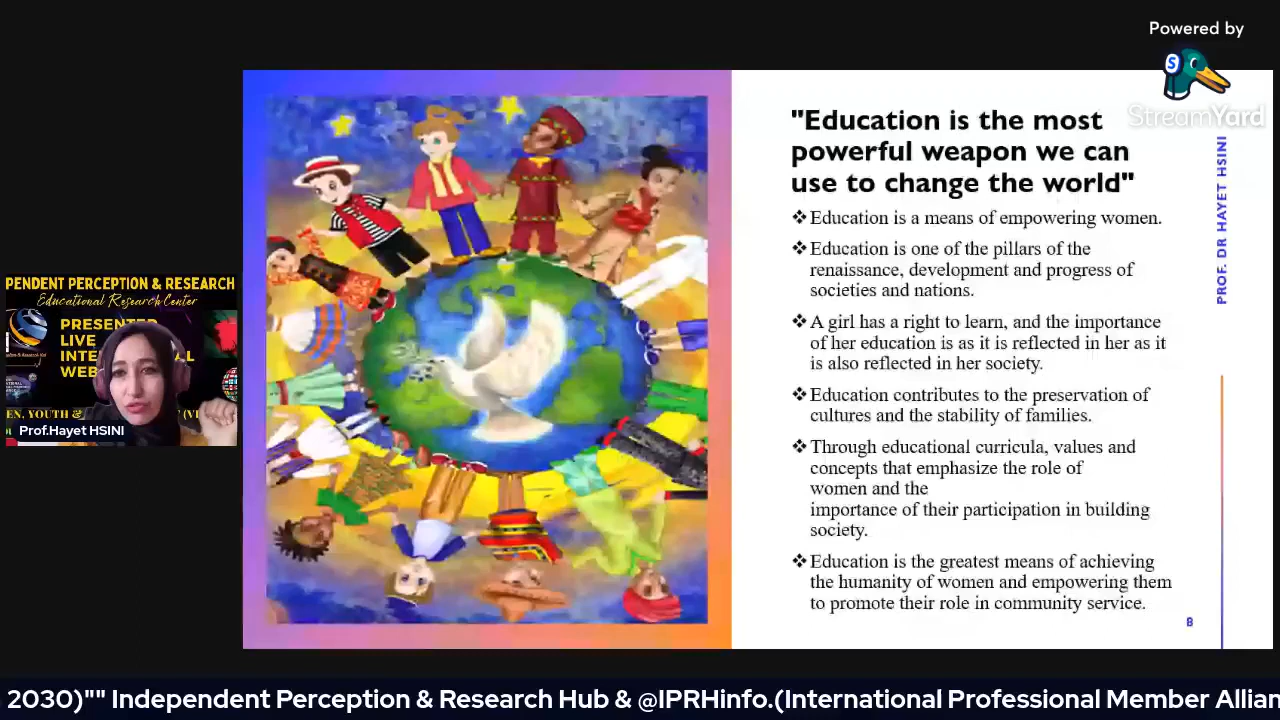 Powered by
StreamYard
"Education is the most
powerful weapon we can
use to change the world"
❖ Education is a means of empowering women.
❖ Education is one of the pillars of the
renaissance, development and progress of
societies and nations.
❖ A girl has a right to learn, and the importance
of her education is as it is reflected in her as it
is also reflected in her society.
❖ Education contributes to the preservation of
cultures and the stability of families.
❖ Through educational curricula, values and
concepts that emphasize the role of
women and the
importance of their participation in building
society.
❖ Education is the greatest means of achieving
the humanity of women and empowering them
to promote their role in community service.
8
PROF. DR HAYET HSINI
PENDENT PERCEPTION & RESEARCH
Educational Research Center
PRESENTED
LIVE
WEB
EN, YOUTH &
Prof.Hayet HSINI
2030)"" Independent Perception & Research Hub & @IPRHinfo.(International Professional Member Allian